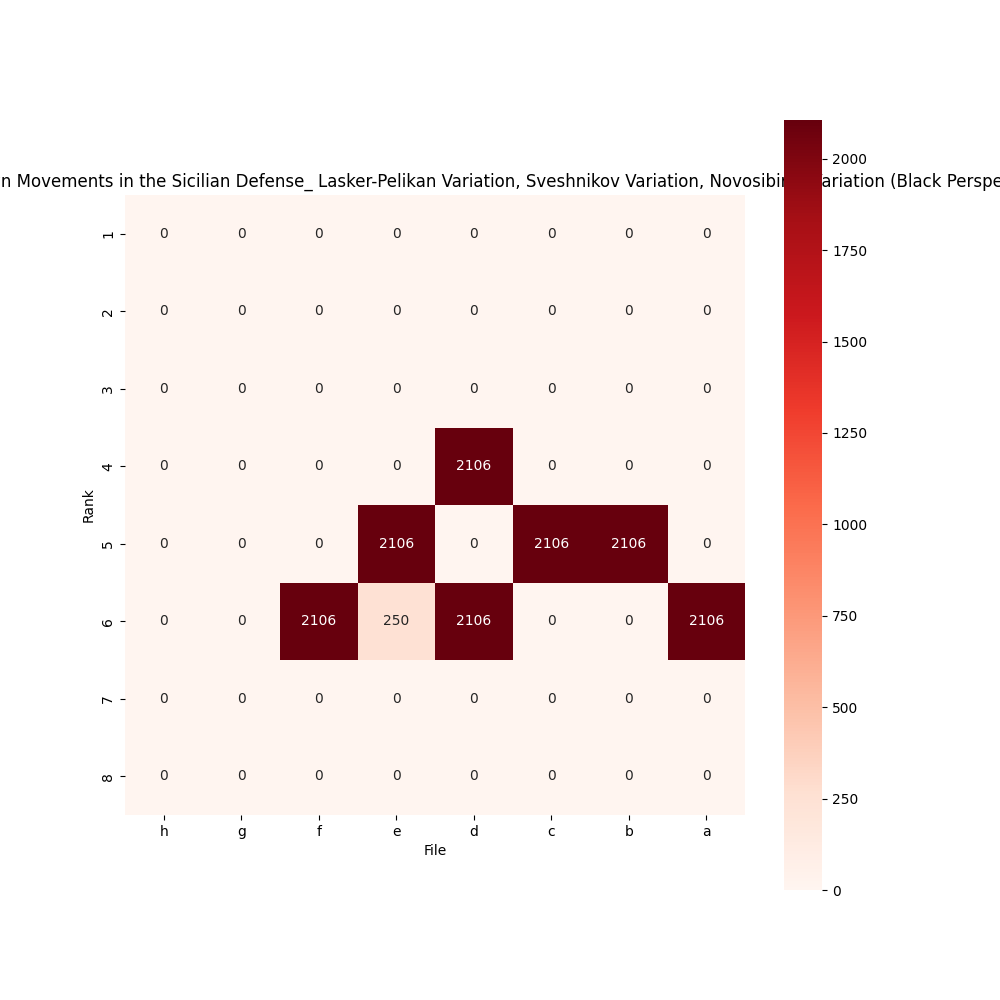 n Movements in the Sicilian Defense_ Lasker-Pelikan Variation, Sveshnikov Variation, Novosibir ariation (Black Perspe
1 0 0 0 0 0 0 0 0
2 0 0 0 0 0 0 0 0
3 0 0 0 0 0 0 0 0
4 0 0 0 0 2106 0 0 0
5 0 0 0 2106 0 2106 2106 0
6 0 0 2106 250 2106 0 0 2106
7 0 0 0 0 0 0 0 0
8 0 0 0 0 0 0 0 0
h g f e d c b a
File
Rank
2000
1750
1500
1250
1000
750
500
250
0